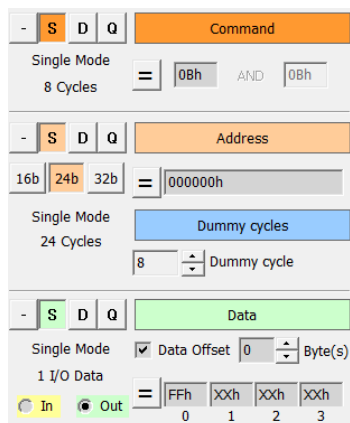 - S D Q Command
Single Mode
8 Cycles
= 0Bh AND 0Bh
- S D Q Address
16b 24b 32b = 000000h
Single Mode
24 Cycles
Dummy cycles
8 Dummy cycle
- S D Q Data
Single Mode
Data Offset 0 Byte(s)
1 I/O Data
In Out
= FFh XXh XXh XXh
0 1 2 3